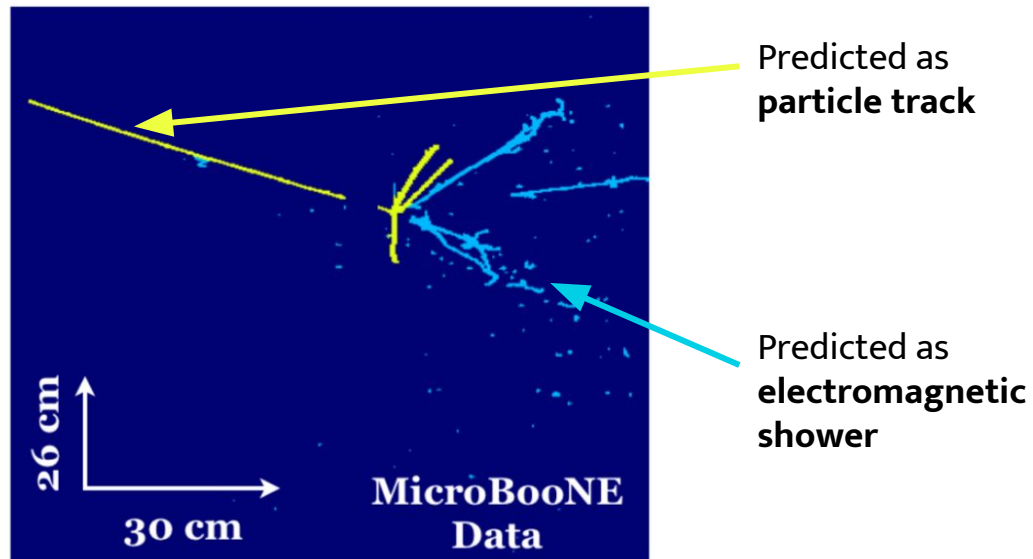 Predicted as
particle track
Predicted as
electromagnetic
shower
26 cm
30 cm
MicroBooNE
Data